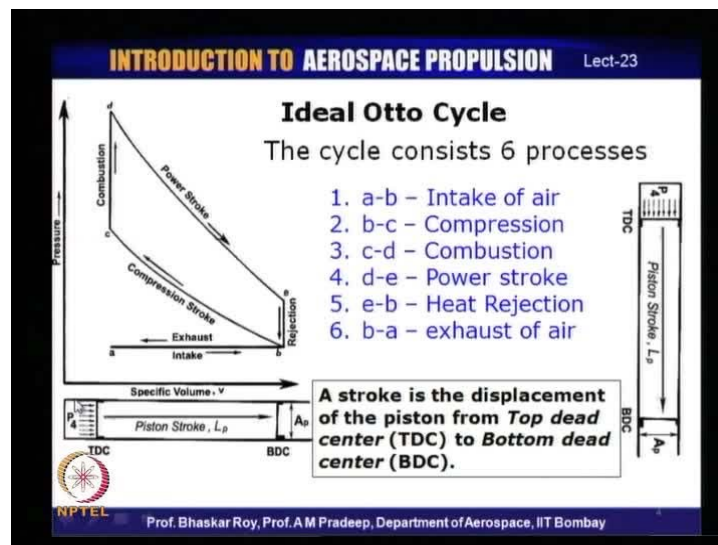 INTRODUCTION TO AEROSPACE PROPULSION
Lect-23
Ideal Otto Cycle
The cycle consists 6 processes
1. a-b – Intake of air
2. b-c – Compression
3. c-d – Combustion
4. d-e – Power stroke
5. e-b – Heat Rejection
6. b-a – exhaust of air
Pressure
d
Combustion
Power Stroke
c
Compression Stroke
e
Rejection
Exhaust
a
b
Intake
Specific Volume, v
P4
Piston Stroke, Lp
Ap
TDC
BDC
A stroke is the displacement
of the piston from Top dead
center (TDC) to Bottom dead
center (BDC).
P4
TDC
Piston Stroke, Lp
BDC
Ap
NPTEL
Prof. Bhaskar Roy, Prof. A M Pradeep, Department of Aerospace, IIT Bombay
4